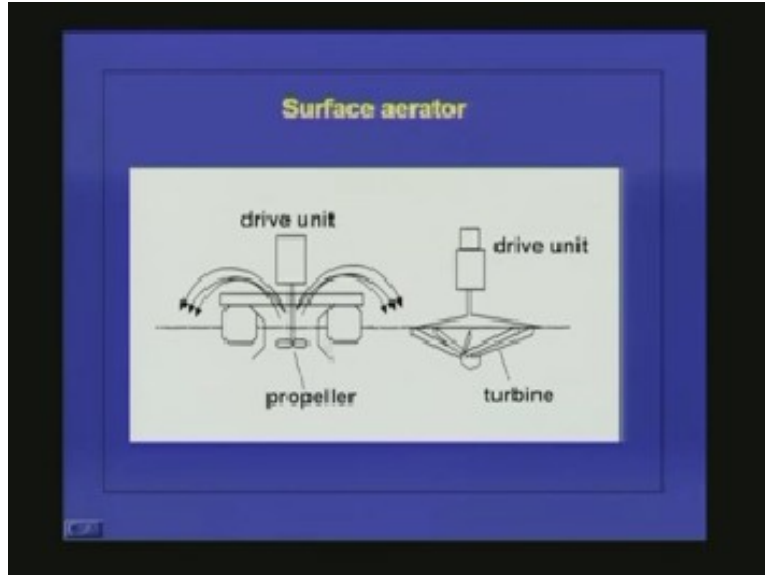 Surface aerator
drive unit
drive unit
propeller
turbine